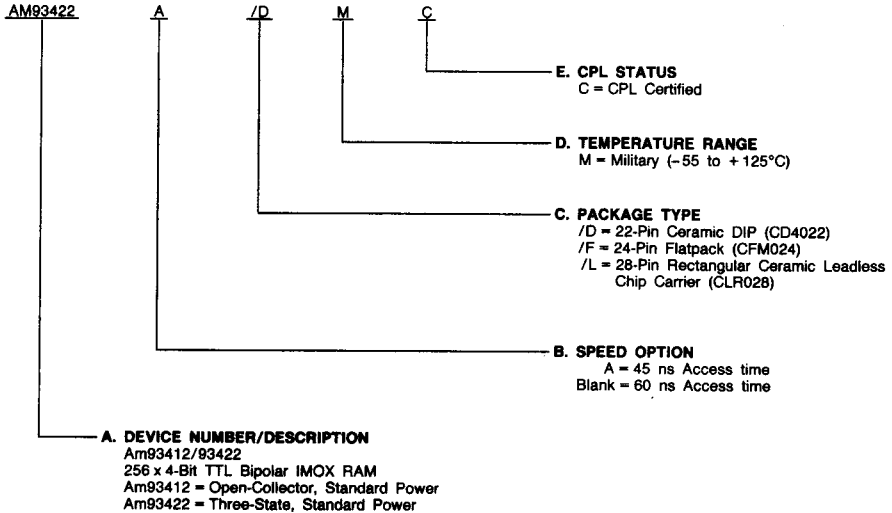 AM93422 A /D M C
E. CPL STATUS
C = CPL Certified
D. TEMPERATURE RANGE
M = Military (-55 to +125°C)
C. PACKAGE TYPE
/D = 22-Pin Ceramic DIP (CD4022)
/F = 24-Pin Flatpack (CFM024)
/L = 28-Pin Rectangular Ceramic Leadless
Chip Carrier (CLR028)
B. SPEED OPTION
A = 45 ns Access time
Blank = 60 ns Access time
A. DEVICE NUMBER/DESCRIPTION
Am93412/93422
256 x 4-Bit TTL Bipolar IMOX RAM
Am93412 = Open-Collector, Standard Power
Am93422 = Three-State, Standard Power